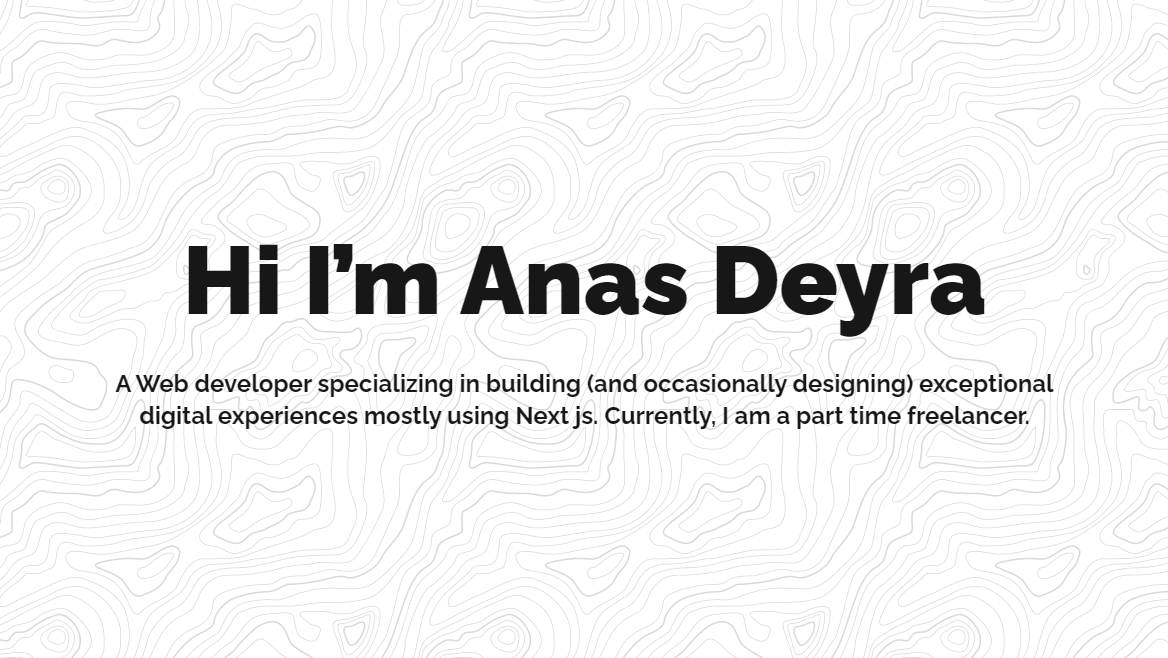 Hi I’m Anas Deyra
A Web developer specializing in building (and occasionally designing) exceptional
digital experiences mostly using Next js. Currently, I am a part time freelancer.